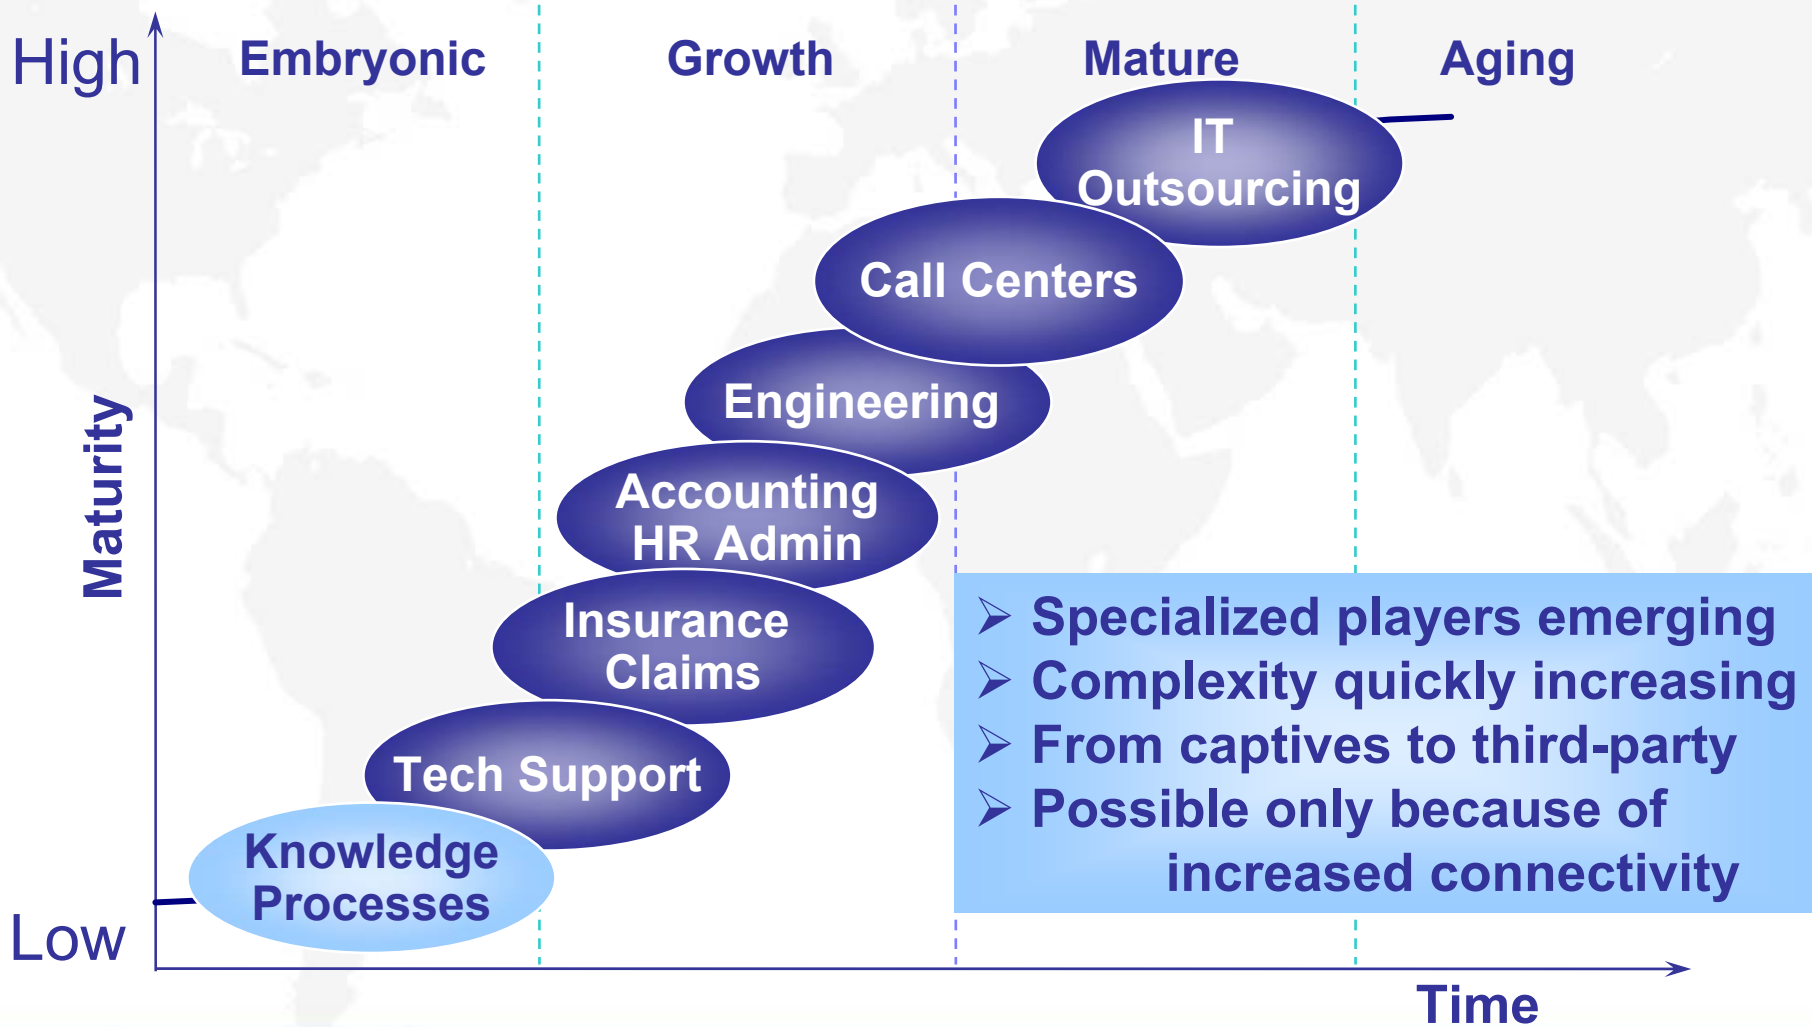 High
Embryonic
Growth
Mature
Aging
IT
Outsourcing
Call Centers
Engineering
Maturity
Accounting
HR Admin
Insurance
Claims
Tech Support
Knowledge
Processes
➢ Specialized players emerging
➢ Complexity quickly increasing
➢ From captives to third-party
➢ Possible only because of
increased connectivity
Low
Time